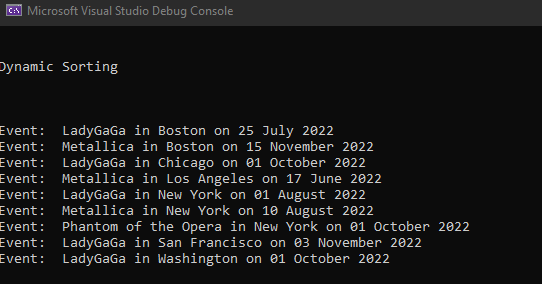 Microsoft Visual Studio Debug Console
Dynamic Sorting
Event: LadyGaGa in Boston on 25 July 2022
Event: Metallica in Boston on 15 November 2022
Event: LadyGaGa in Chicago on 01 October 2022
Event: Metallica in Los Angeles on 17 June 2022
Event: LadyGaGa in New York on 01 August 2022
Event: Metallica in New York on 10 August 2022
Event: Phantom of the Opera in New York on 01 October 2022
Event: LadyGaGa in San Francisco on 03 November 2022
Event: LadyGaGa in Washington on 01 October 2022